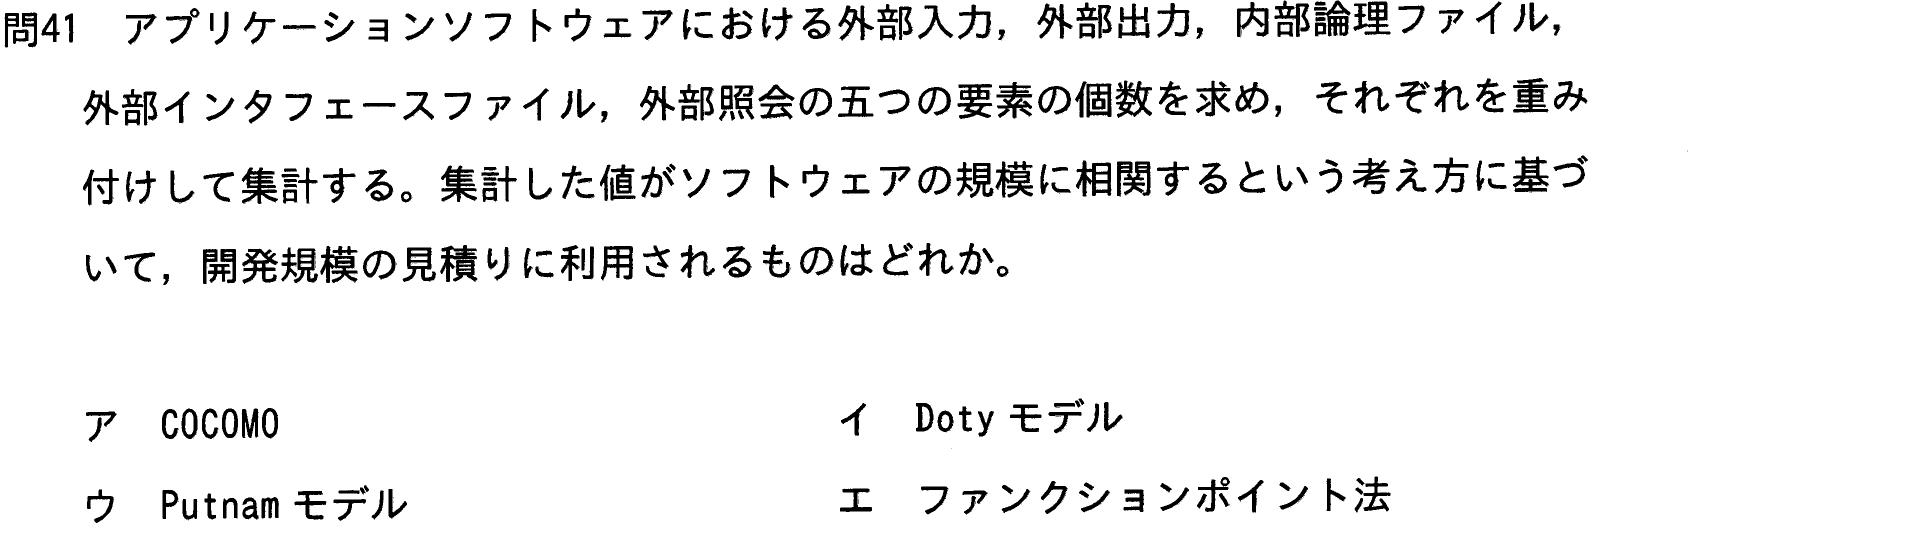 問41 アプリケーションソフトウェアにおける外部入力，外部出力，内部論理ファイル，
外部インタフェースファイル，外部照会の五つの要素の個数を求め，それぞれを重み
付けして集計する。集計した値がソフトウェアの規模に相関するという考え方に基づ
いて，開発規模の見積りに利用されるものはどれか。
ア COCOMO イ Doty モデル
ウ Putnam モデル エ ファンクションポイント法